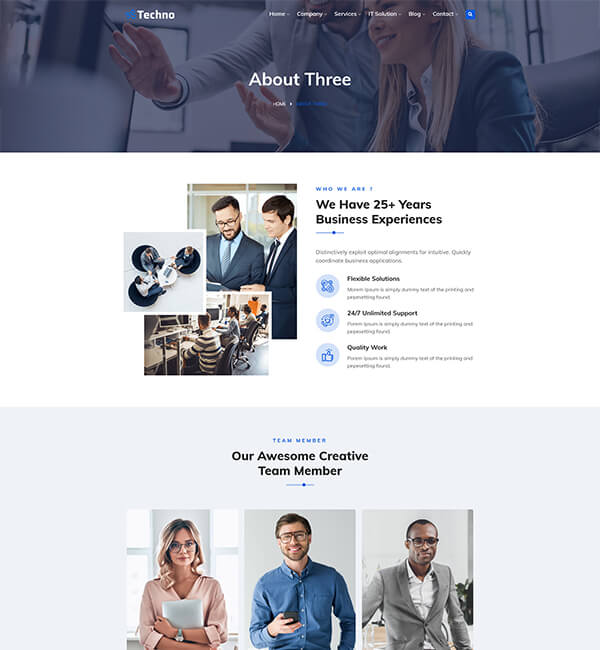 Techno
Home Company Services IT Solution Blog Contact
About Three
HOME ABOUT THREE
WHO WE ARE ?
We Have 25+ Years
Business Experiences
Distinctively exploit optimal alignments for intuitive. Quickly
coordinate business applications.
Flexible Solutions
Morem Ipsum is simply dummy text of the printing and
pepesetting found.
24/7 Unlimited Support
Porem Ipsum is simply dummy text of the printing and
pepesetting found.
Quality Work
Porem Ipsum is simply dummy text of the printing and
pepesetting found.
TEAM MEMBER
Our Awesome Creative
Team Member